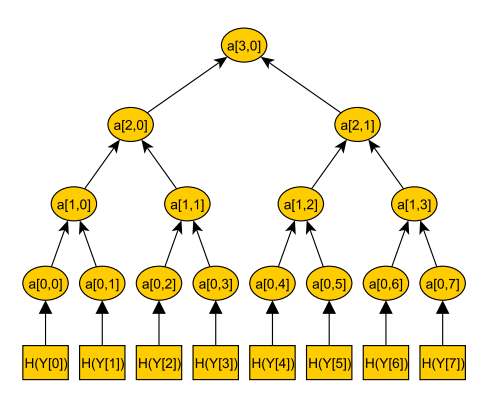 a[3,0]
a[2,0] a[2,1]
a[1,0] a[1,1] a[1,2] a[1,3]
a[0,0] a[0,1] a[0,2] a[0,3] a[0,4] a[0,5] a[0,6] a[0,7]
H(Y[0]) H(Y[1]) H(Y[2]) H(Y[3]) H(Y[4]) H(Y[5]) H(Y[6]) H(Y[7])